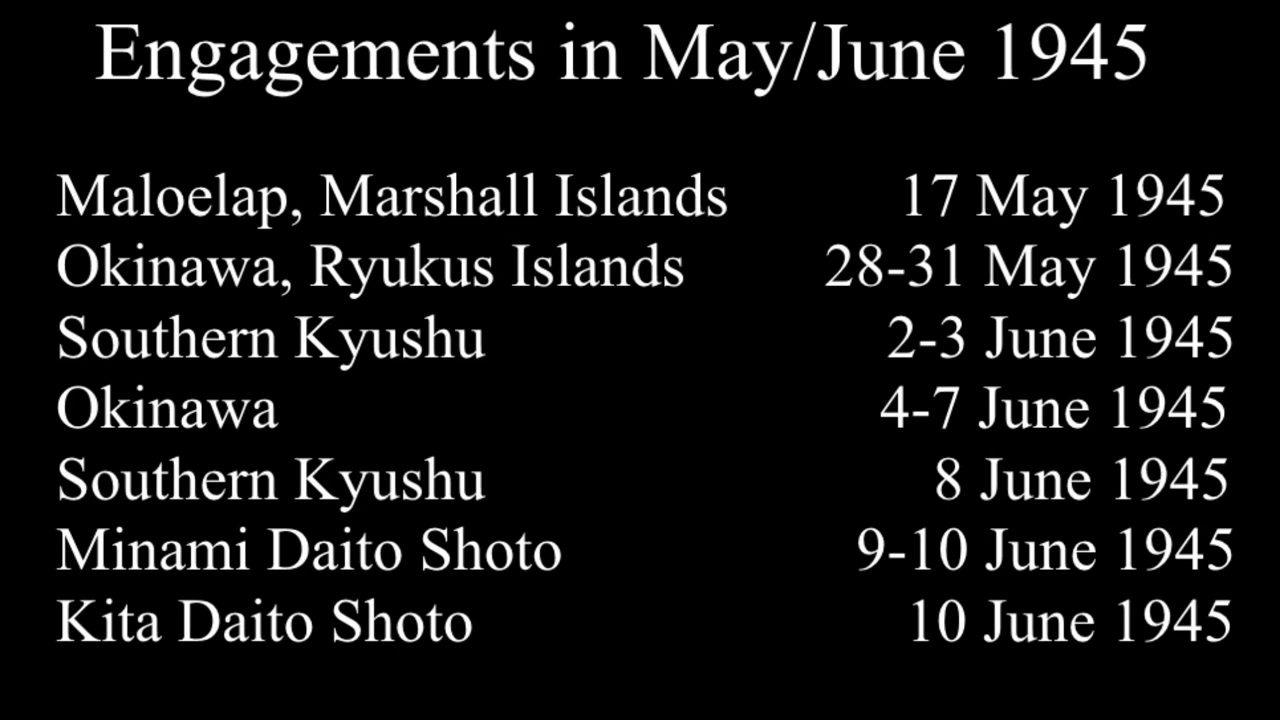 Engagements in May/June 1945
Maloelap, Marshall Islands 17 May 1945
Okinawa, Ryukus Islands 28-31 May 1945
Southern Kyushu 2-3 June 1945
Okinawa 4-7 June 1945
Southern Kyushu 8 June 1945
Minami Daito Shoto 9-10 June 1945
Kita Daito Shoto 10 June 1945